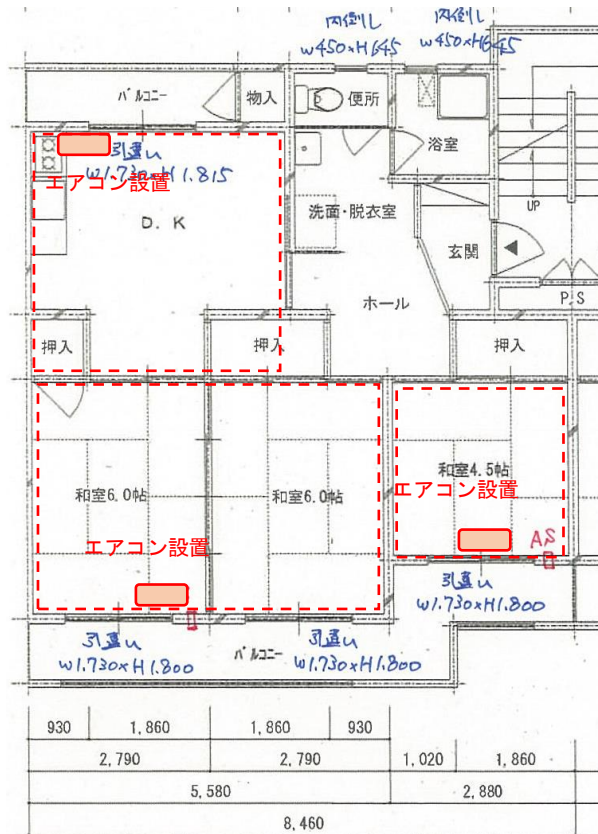 内倒し
W450×H645
内倒し
W450×H645
バルコニー
物入
便所
浴室
引違い
W1.730×H1.815
エアコン設置
D. K
洗面・脱衣室
玄関
UP
P.S
ホール
押入
押入
押入
和室6.0帖
和室6.0帖
和室4.5帖
エアコン設置
エアコン設置
AS
引違い
W1.730×H1.800
引違い
W1.730×H1.800
バルコニー
引違い
W1.730×H1.800
930
1,860
1,860
930
2,790
2,790
1,020
1,860
5,580
2,880
8,460